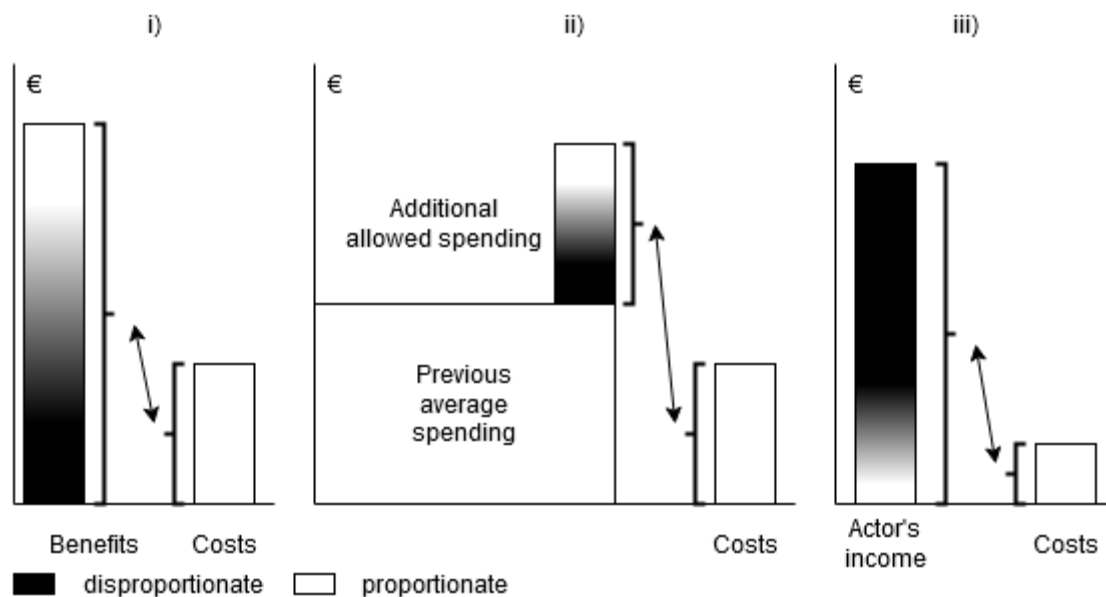 i)
ii)
iii)
€
€
€
Additional
allowed spending
Previous
average
spending
Benefits
Costs
Costs
Actor's
income
Costs
disproportionate
proportionate